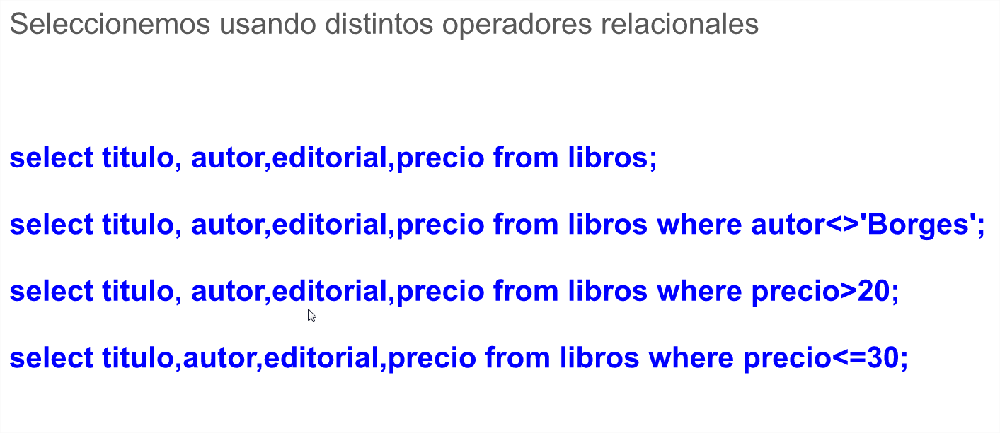 Seleccionemos usando distintos operadores relacionales
select titulo, autor,editorial,precio from libros;
select titulo, autor,editorial,precio from libros where autor<>'Borges';
select titulo, autor,editorial,precio from libros where precio>20;
select titulo,autor,editorial,precio from libros where precio<=30;